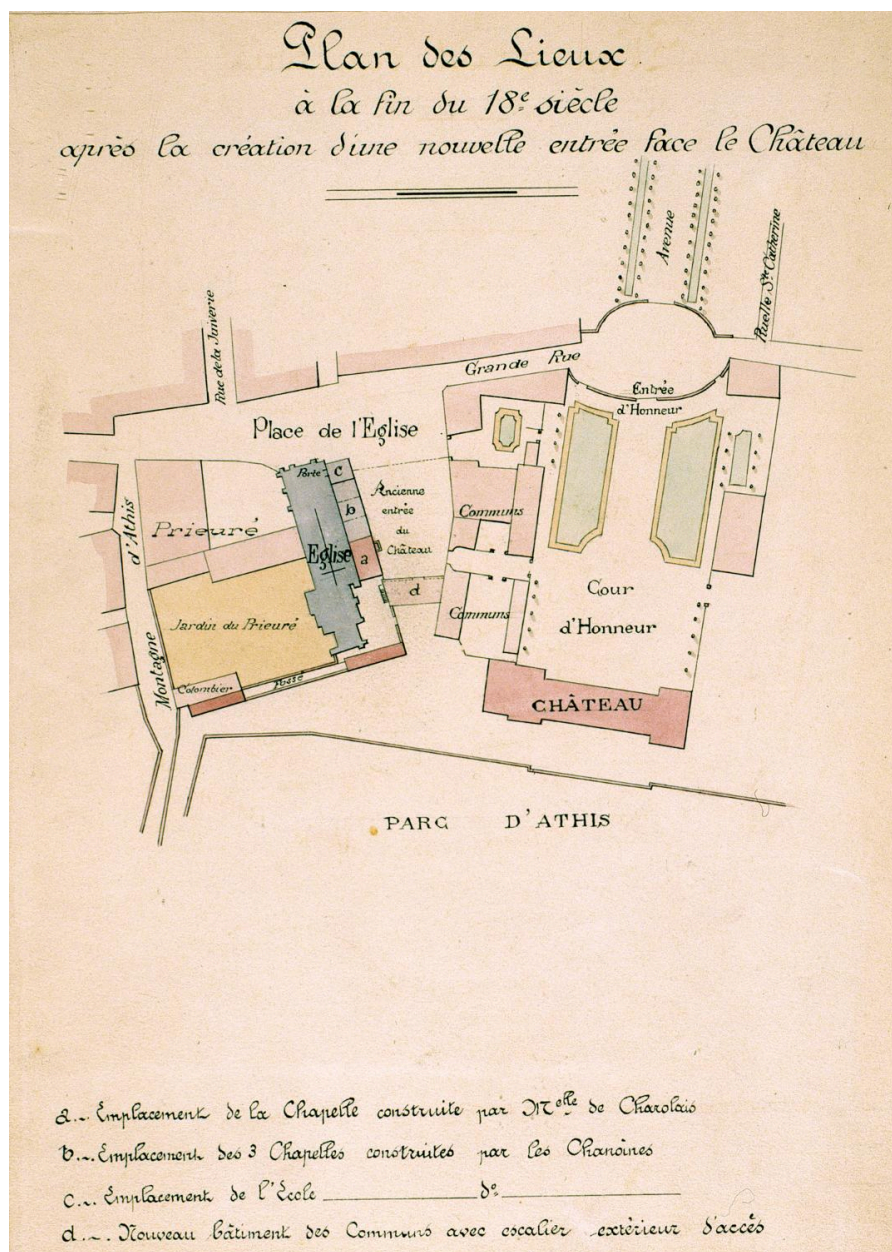 Plan des Lieux
à la fin du 18e siècle
après la création d'une nouvelle entrée face le Château
Avenue
Ruelle Ste Catherine
Rue de la Juiverie
Grande Rue
Entrée
d'Honneur
Place de l'Eglise
Porte
c
Ancienne
entrée
du
Château
b
Communs
Prieuré
Eglise
a
d'Athis
Montagne
d
Cour
d'Honneur
Communs
Jardin du Prieuré
Colombier
Fossé
CHÂTEAU
PARC D'ATHIS
a... Emplacement de la Chapelle construite par Melle de Charolais
b... Emplacement des 3 Chapelles construites par les Chanoines
c... Emplacement de l'École do
d... Nouveau bâtiment des Communs avec escalier extérieur d'accès